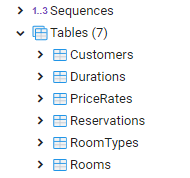 1..3 Sequences
Tables (7)
Customers
Durations
PriceRates
Reservations
RoomTypes
Rooms